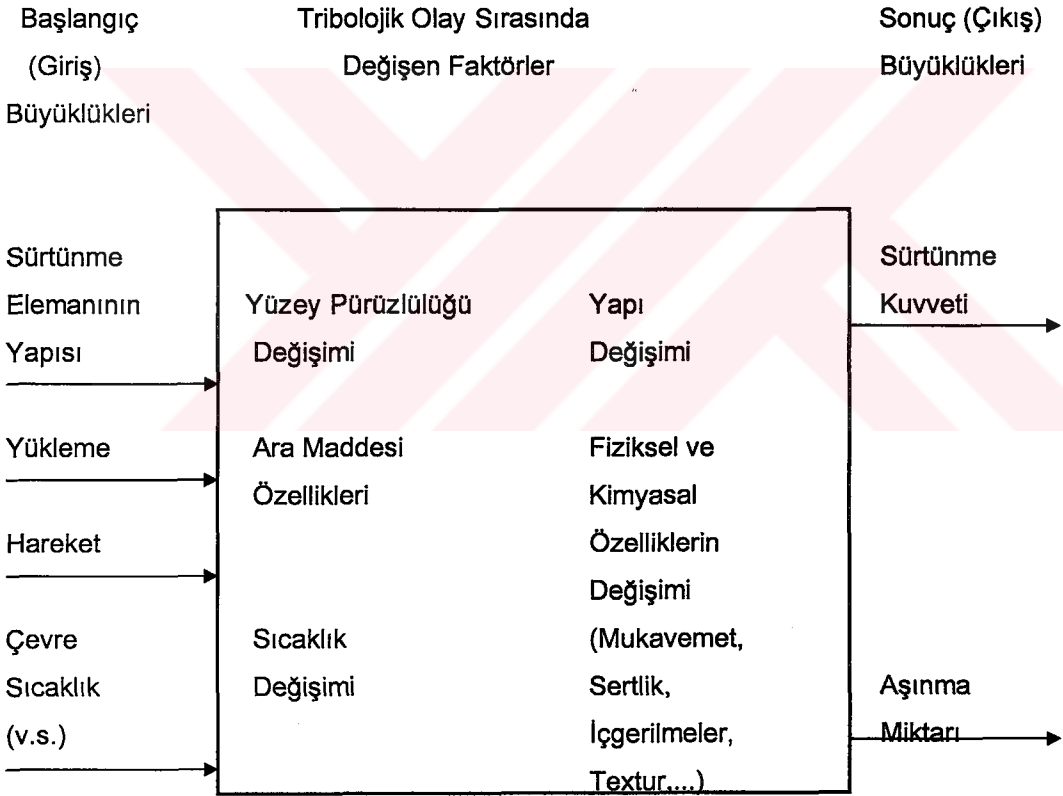 Başlangıç
(Giriş)
Büyüklükleri
Tribolojik Olay Sırasında
Değişen Faktörler
Sonuç (Çıkış)
Büyüklükleri
Sürtünme
Elemanının
Yapısı
Yükleme
Hareket
Çevre
Sıcaklık
(v.s.)
Yüzey Pürüzlülüğü
Değişimi
Ara Maddesi
Özellikleri
Sıcaklık
Değişimi
Yapı
Değişimi
Fiziksel ve
Kimyasal
Özelliklerin
Değişimi
(Mukavemet,
Sertlik,
İçgerilmeler,
Textur,...)
Sürtünme
Kuvveti
Aşınma
Miktarı